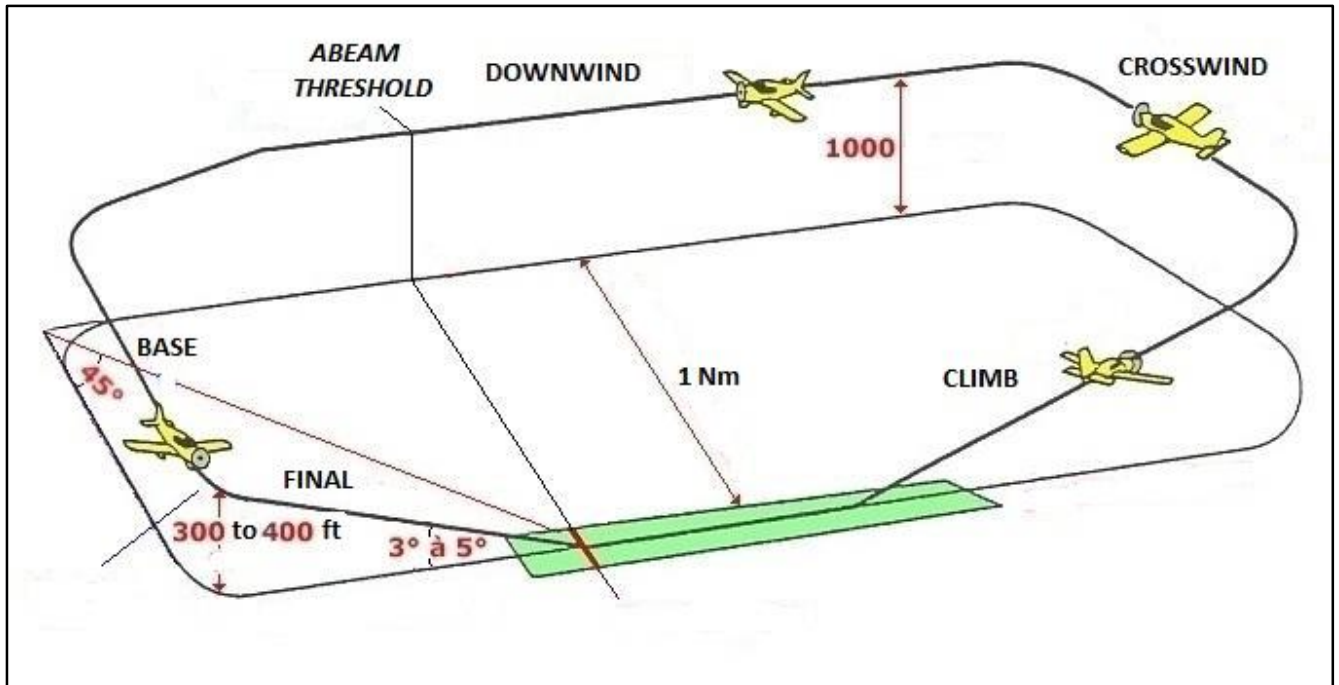 ABEAM
THRESHOLD
DOWNWIND
CROSSWIND
1000
BASE
45°
1 Nm
CLIMB
FINAL
300 to 400 ft
3° à 5°